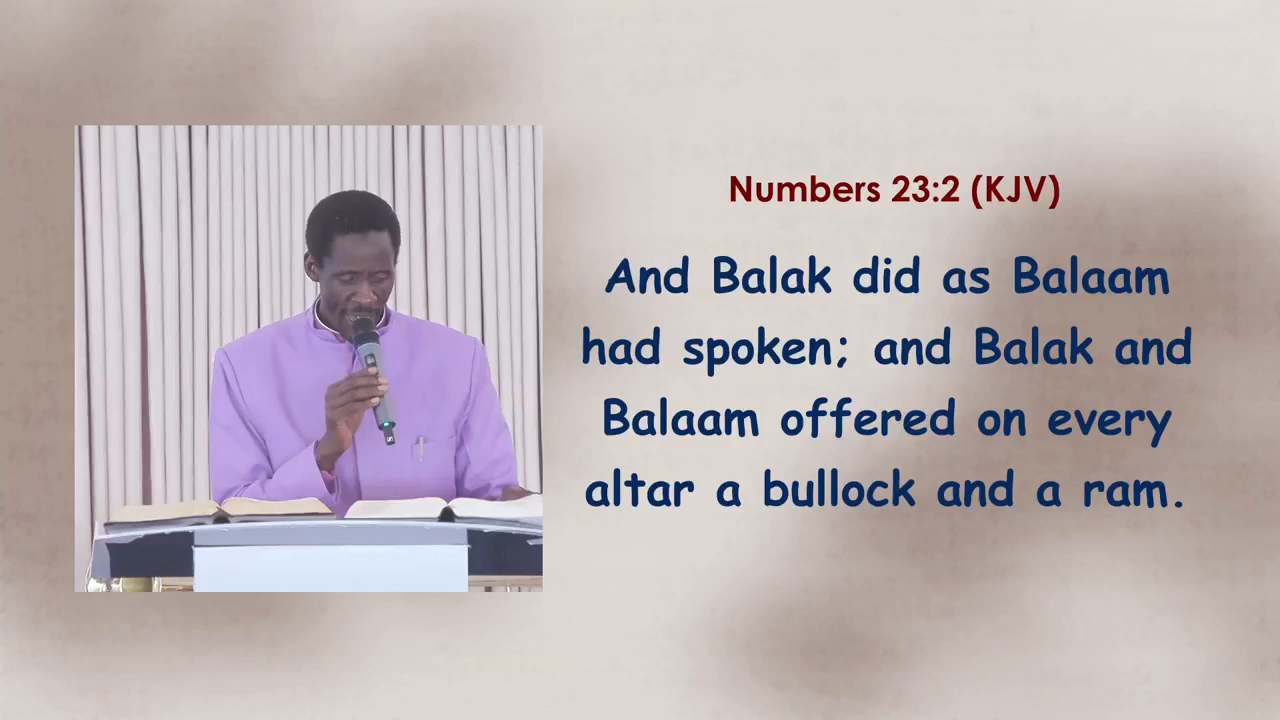 Numbers 23:2 (KJV)
And Balak did as Balaam
had spoken; and Balak and
Balaam offered on every
altar a bullock and a ram.